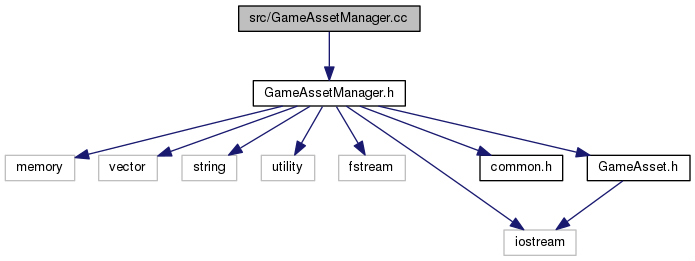 src/GameAssetManager.cc
GameAssetManager.h
memory
vector
string
utility
fstream
common.h
GameAsset.h
iostream